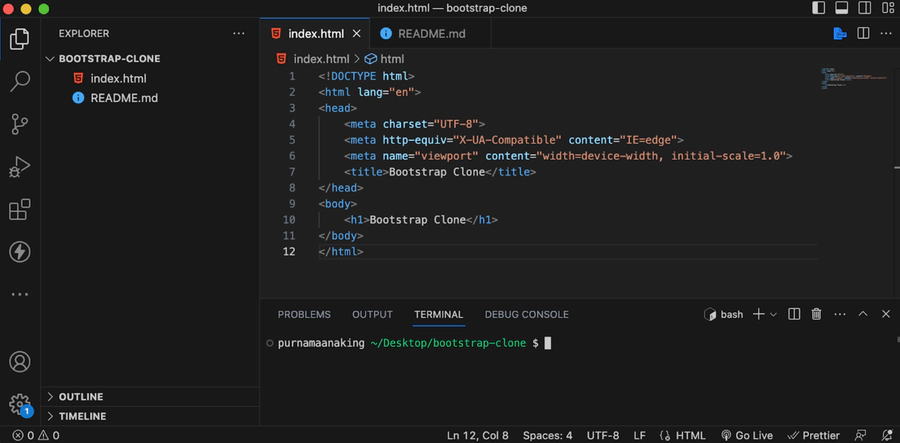 index.html — bootstrap-clone
EXPLORER ···
BOOTSTRAP-CLONE
index.html
README.md
OUTLINE
TIMELINE
1
index.html
README.md
index.html > html
1 <!DOCTYPE html>
2 <html lang="en">
3 <head>
4 <meta charset="UTF-8">
5 <meta http-equiv="X-UA-Compatible" content="IE=edge">
6 <meta name="viewport" content="width=device-width, initial-scale=1.0">
7 <title>Bootstrap Clone</title>
8 </head>
9 <body>
10 <h1>Bootstrap Clone</h1>
11 </body>
12 </html>
PROBLEMS OUTPUT TERMINAL DEBUG CONSOLE bash
purnamaanaking ~/Desktop/bootstrap-clone $
0 0 Ln 12, Col 8 Spaces: 4 UTF-8 LF HTML Go Live Prettier